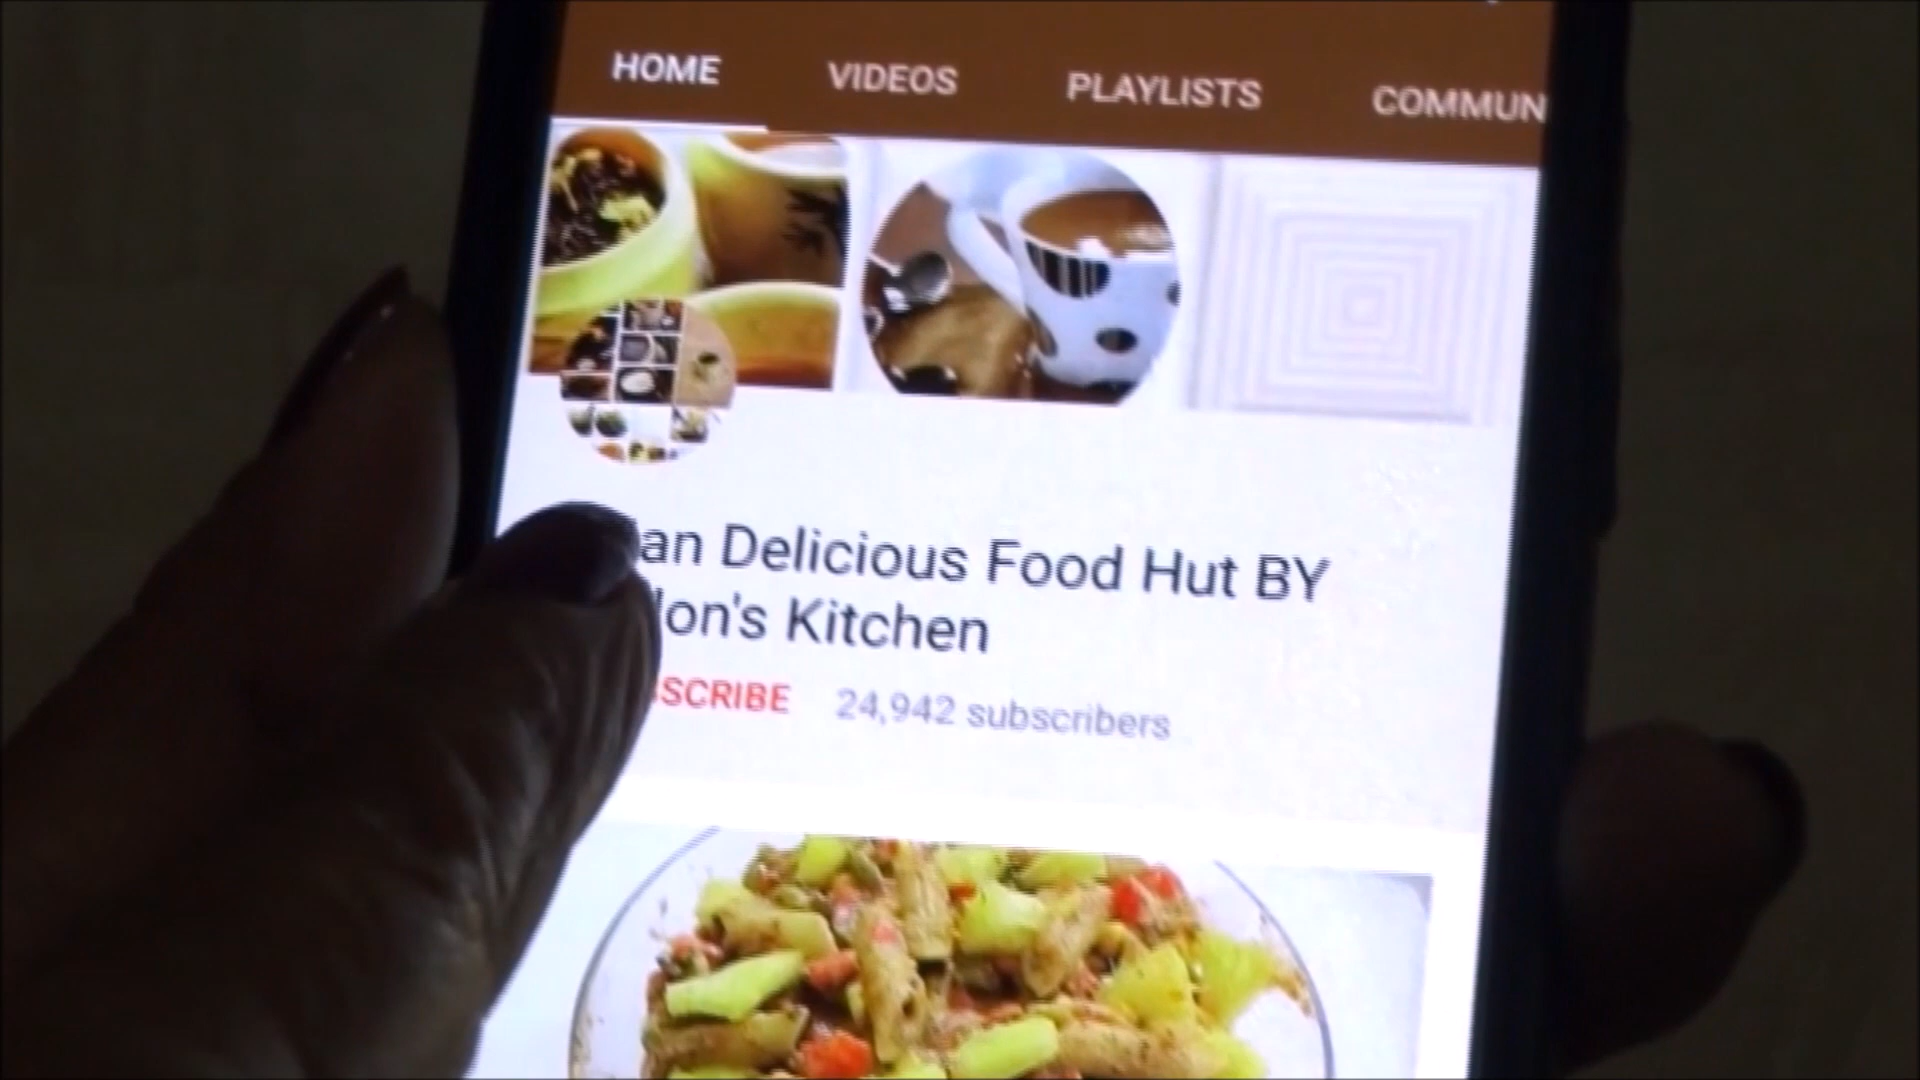 HOME VIDEOS PLAYLISTS COMMUN
an Delicious Food Hut BY
lon's Kitchen
SCRIBE 24,942 subscribers